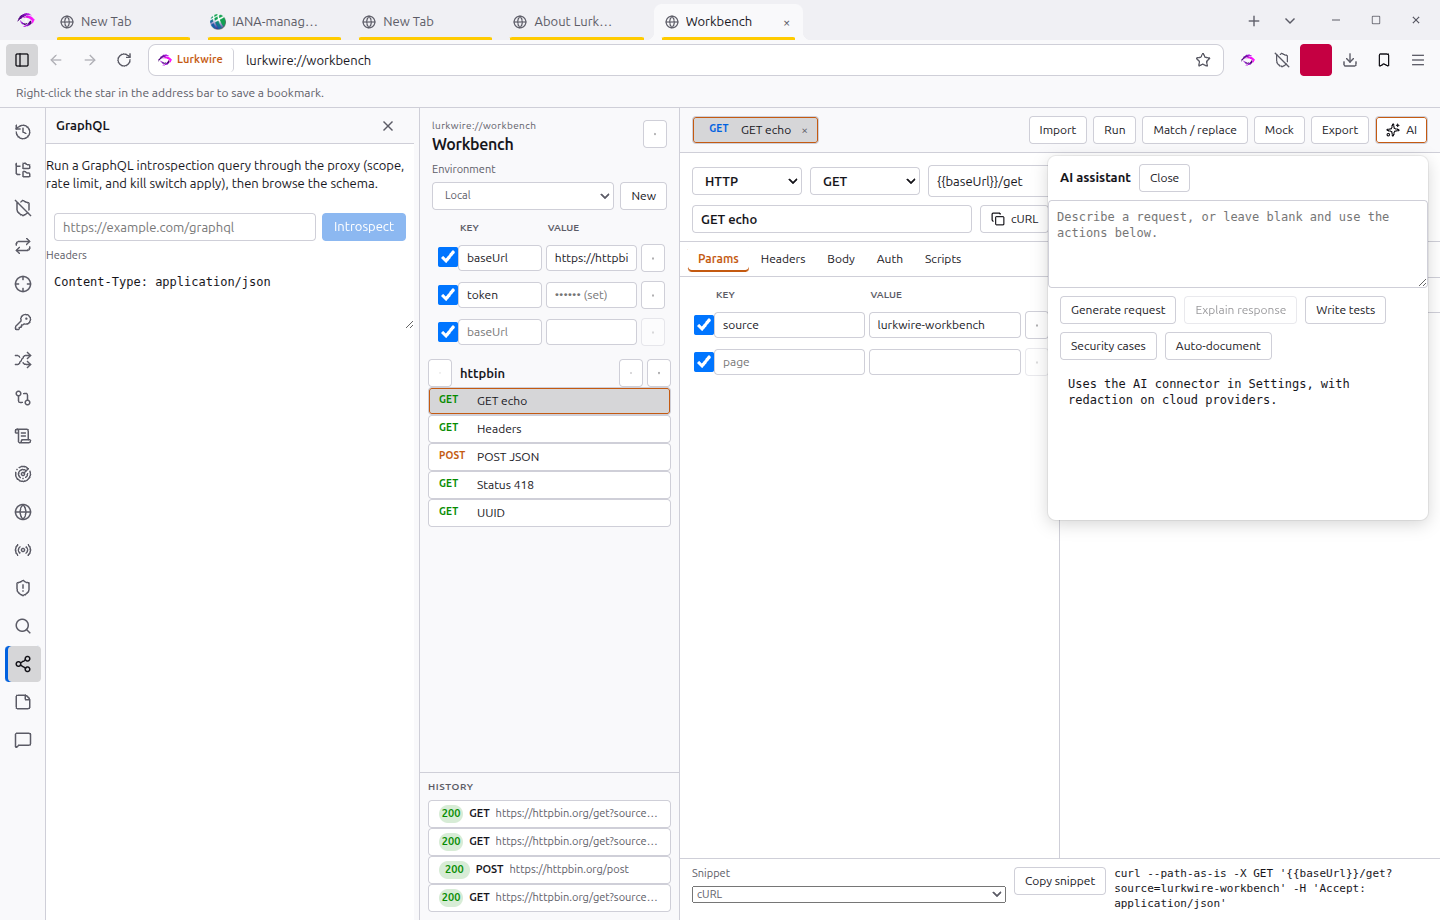 New Tab
IANA-manag...
New Tab
About Lurk...
Workbench
Lurkwire
lurkwire://workbench
Right-click the star in the address bar to save a bookmark.
GraphQL
Run a GraphQL introspection query through the proxy (scope,
rate limit, and kill switch apply), then browse the schema.
https://example.com/graphql
Introspect
Headers
Content-Type: application/json
lurkwire://workbench
Workbench
Environment
Local
New
KEY VALUE
baseUrl https://httpbi
token •••••• (set)
baseUrl
httpbin
GET GET echo
GET Headers
POST POST JSON
GET Status 418
GET UUID
HISTORY
200 GET https://httpbin.org/get?source...
200 GET https://httpbin.org/get?source...
200 POST https://httpbin.org/post
200 GET https://httpbin.org/get?source...
GET GET echo ×
Import
Run
Match / replace
Mock
Export
AI
HTTP
GET
{{baseUrl}}/get
GET echo
cURL
Params
Headers
Body
Auth
Scripts
KEY VALUE
source lurkwire-workbench
page
AI assistant
Close
Describe a request, or leave blank and use the
actions below.
Generate request
Explain response
Write tests
Security cases
Auto-document
Uses the AI connector in Settings, with
redaction on cloud providers.
Snippet
cURL
Copy snippet
curl --path-as-is -X GET '{{baseUrl}}/get?
source=lurkwire-workbench' -H 'Accept:
application/json'